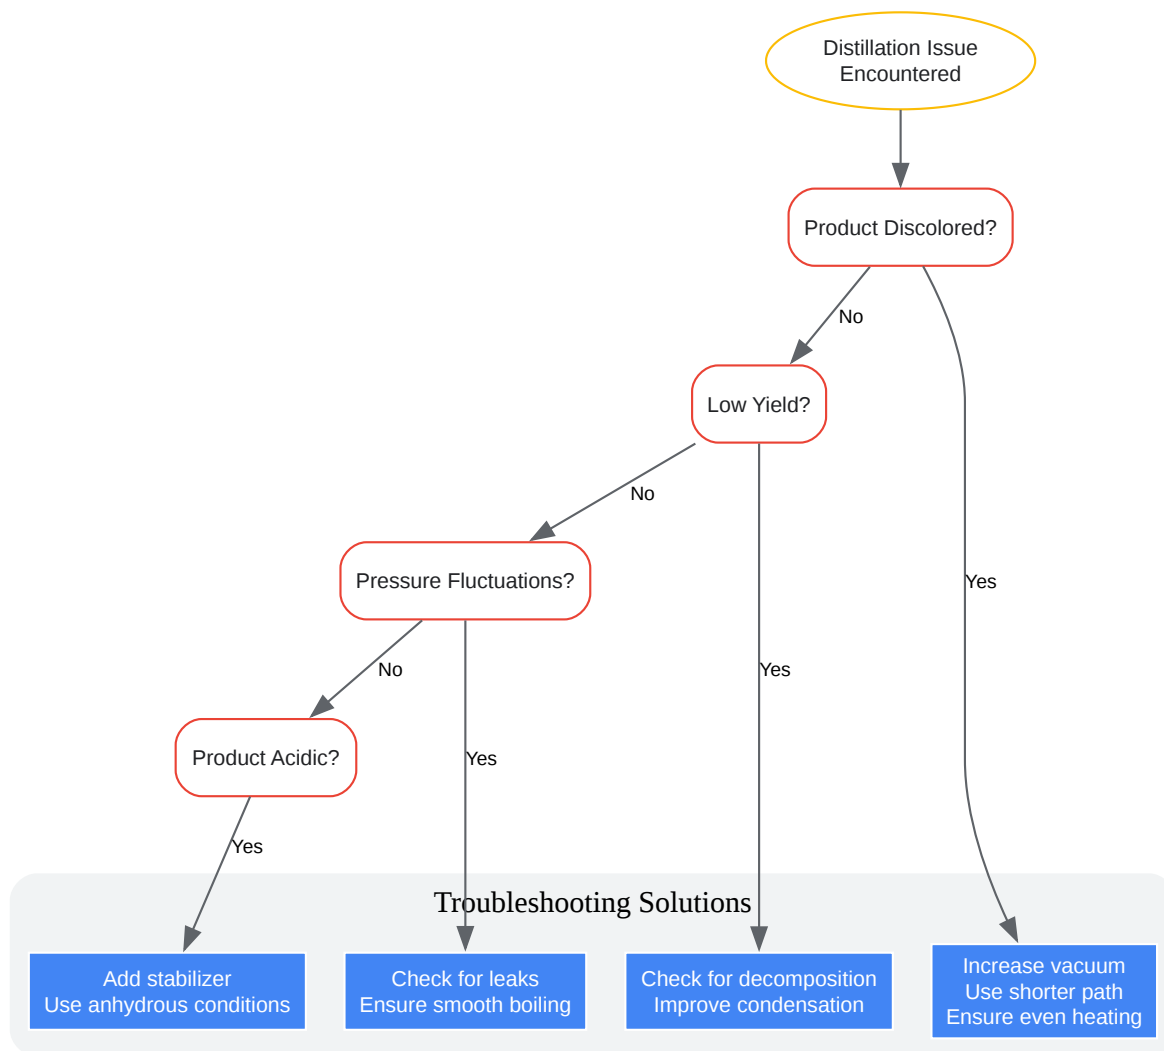 Distillation Issue
Encountered
Product Discolored?
No
Low Yield?
No
Pressure Fluctuations?
Yes
No
Yes
Product Acidic?
Yes
Yes
Troubleshooting Solutions
Add stabilizer
Use anhydrous conditions
Check for leaks
Ensure smooth boiling
Check for decomposition
Improve condensation
Increase vacuum
Use shorter path
Ensure even heating